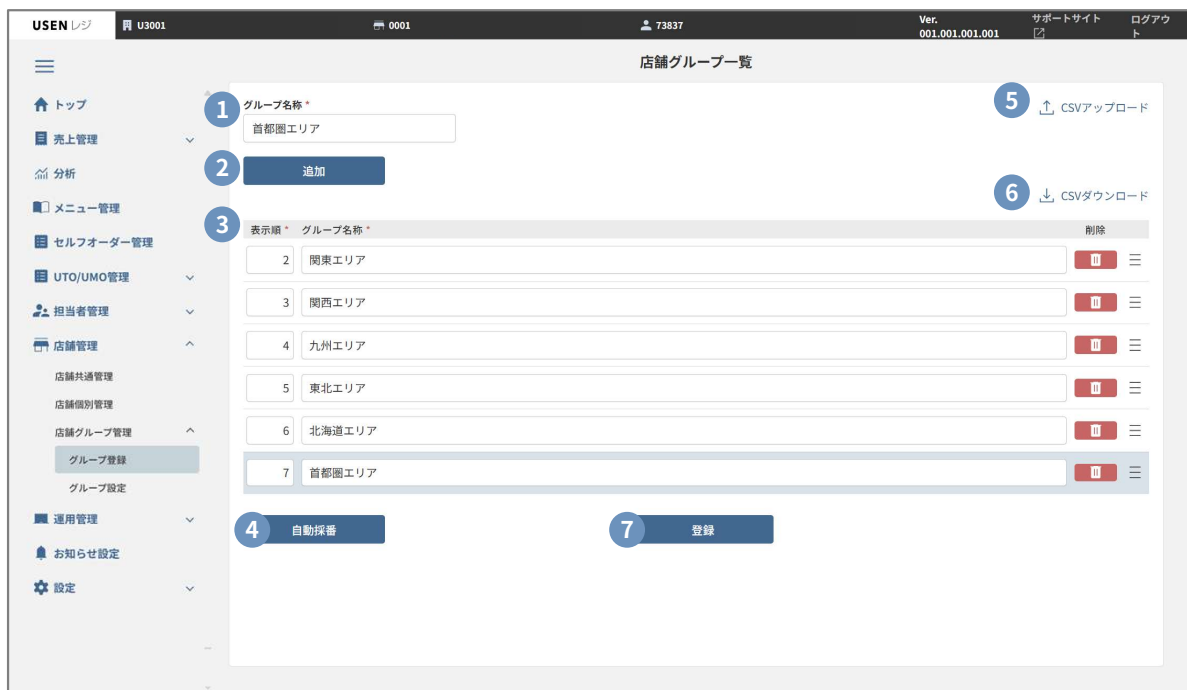 USEN レジ
U3001
0001
73837
Ver.
001.001.001.001
サポートサイト
ログアウ
ト
店舗グループ一覧
トップ
売上管理
分析
メニュー管理
セルフオーダー管理
UTO/UMO管理
担当者管理
店舗管理
店舗共通管理
店舗個別管理
店舗グループ管理
グループ登録
グループ設定
運用管理
お知らせ設定
設定
1
グループ名称 *
首都圏エリア
5
CSVアップロード
2
追加
6
CSVダウンロード
3
表示順 * グループ名称 * 削除
2 関東エリア
3 関西エリア
4 九州エリア
5 東北エリア
6 北海道エリア
7 首都圏エリア
4 自動採番
7 登録